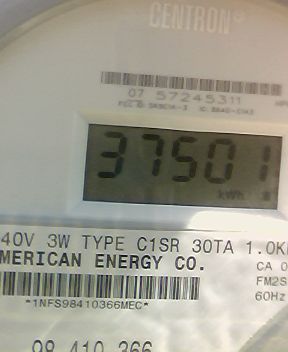 CENTRON®
07 57245311
37501
kWh
40V 3W TYPE C1SR 30TA 1.0K
MERICAN ENERGY CO.
CA 0
FM2S
60Hz
*1NFS98410366MEC*
98 410 366